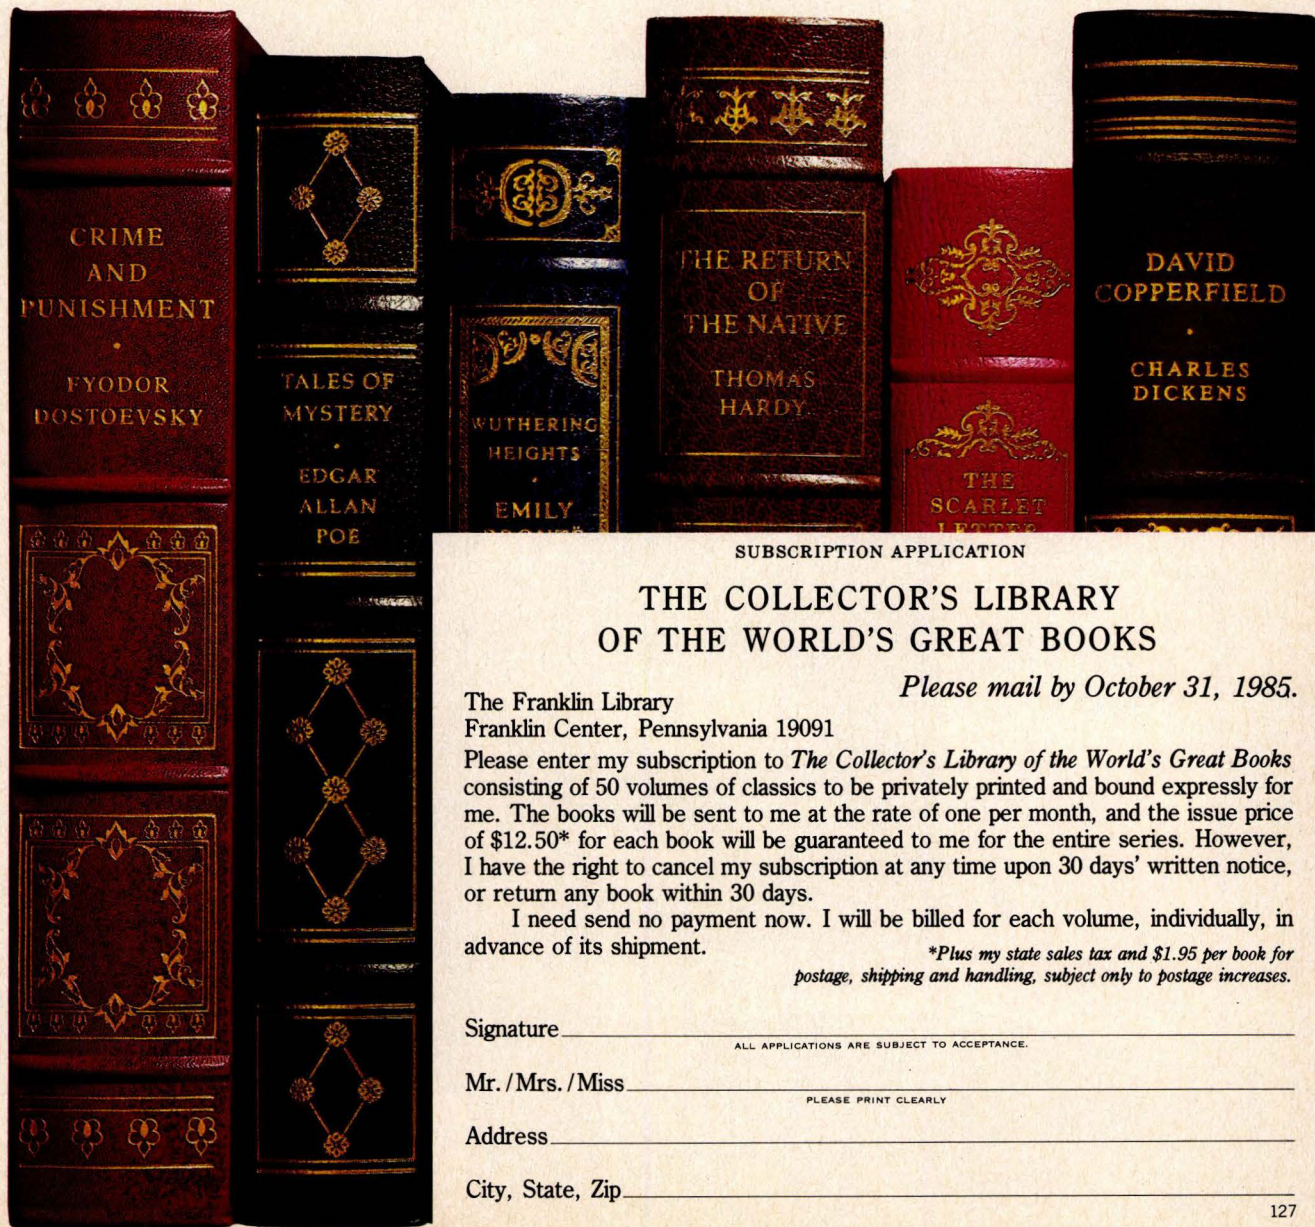 CRIME
AND
PUNISHMENT
•
FYODOR
DOSTOEVSKY
TALES OF
MYSTERY
•
EDGAR
ALLAN
POE
WUTHERING
HEIGHTS
•
EMILY
THE RETURN
OF
THE NATIVE
THOMAS
HARDY
THE
SCARLET
LETTER
DAVID
COPPERFIELD
•
CHARLES
DICKENS
SUBSCRIPTION APPLICATION
THE COLLECTOR'S LIBRARY
OF THE WORLD'S GREAT BOOKS
Please mail by October 31, 1985.
The Franklin Library
Franklin Center, Pennsylvania 19091
Please enter my subscription to The Collector's Library of the World's Great Books
consisting of 50 volumes of classics to be privately printed and bound expressly for
me. The books will be sent to me at the rate of one per month, and the issue price
of $12.50* for each book will be guaranteed to me for the entire series. However,
I have the right to cancel my subscription at any time upon 30 days' written notice,
or return any book within 30 days.
I need send no payment now. I will be billed for each volume, individually, in
advance of its shipment.
*Plus my state sales tax and $1.95 per book for
postage, shipping and handling, subject only to postage increases.
Signature
ALL APPLICATIONS ARE SUBJECT TO ACCEPTANCE.
Mr./Mrs./Miss
PLEASE PRINT CLEARLY
Address
City, State, Zip
127